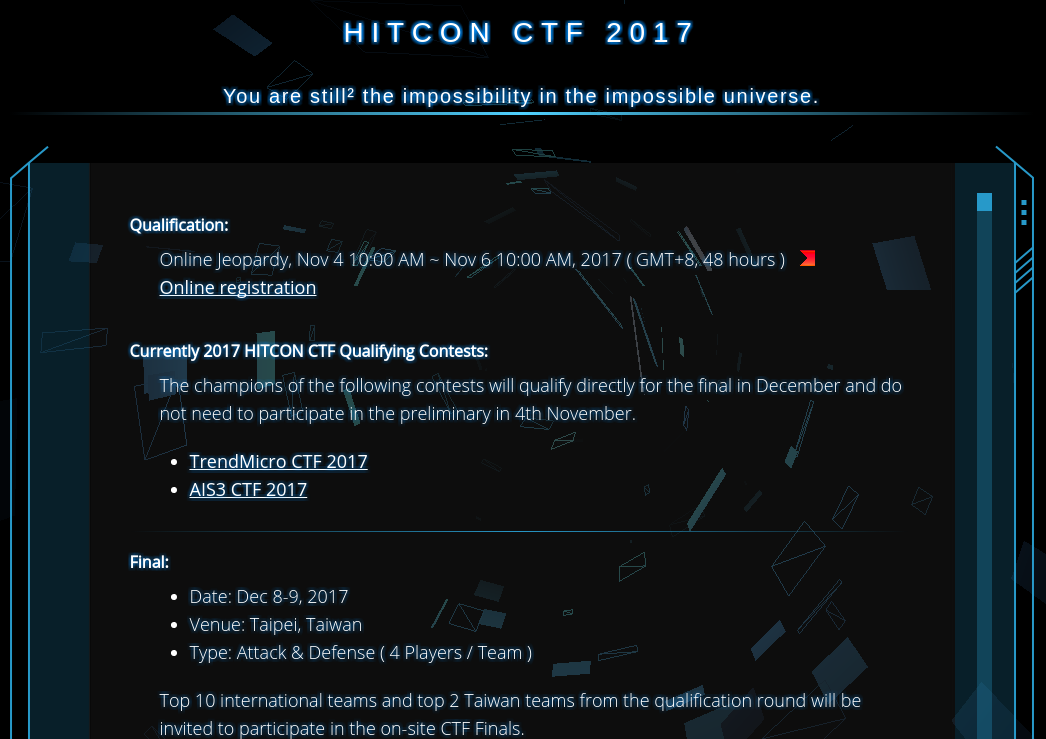 HITCON CTF 2017
You are still² the impossibility in the impossible universe.
Qualification:
Online Jeopardy, Nov 4 10:00 AM ~ Nov 6 10:00 AM, 2017 ( GMT+8, 48 hours )
Online registration
Currently 2017 HITCON CTF Qualifying Contests:
The champions of the following contests will qualify directly for the final in December and do
not need to participate in the preliminary in 4th November.
TrendMicro CTF 2017
AIS3 CTF 2017
Final:
Date: Dec 8-9, 2017
Venue: Taipei, Taiwan
Type: Attack & Defense ( 4 Players / Team )
Top 10 international teams and top 2 Taiwan teams from the qualification round will be
invited to participate in the on-site CTF Finals.